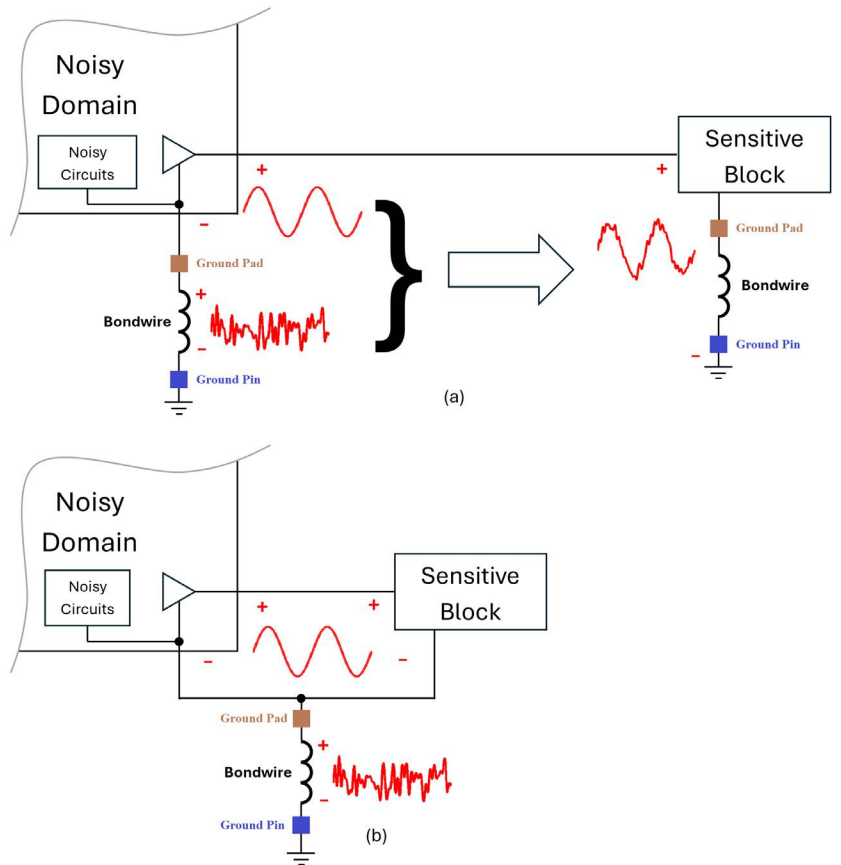 Noisy
Domain
Noisy
Circuits
Sensitive
Block
+
+
−
Ground Pad
Ground Pad
+
Bondwire
−
Bondwire
Ground Pin
−
Ground Pin
(a)
Noisy
Domain
Noisy
Circuits
Sensitive
Block
+
+
−
−
Ground Pad
+
Bondwire
−
Ground Pin
(b)